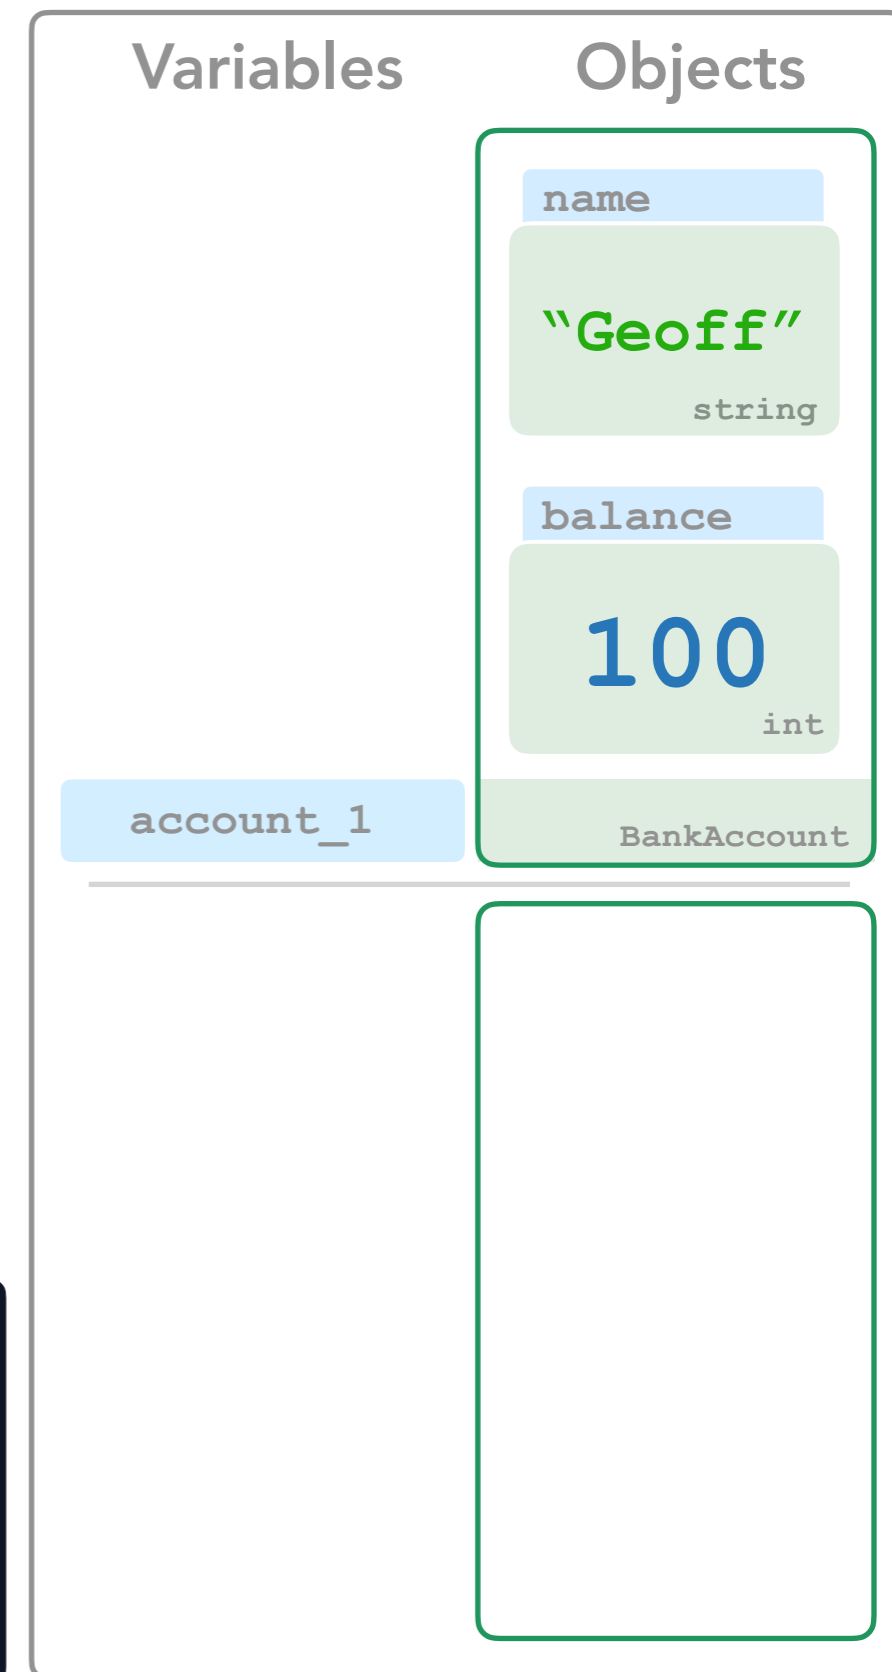 Variables Objects
name
“Geoff”
string
balance
100
int
account_1 BankAccount